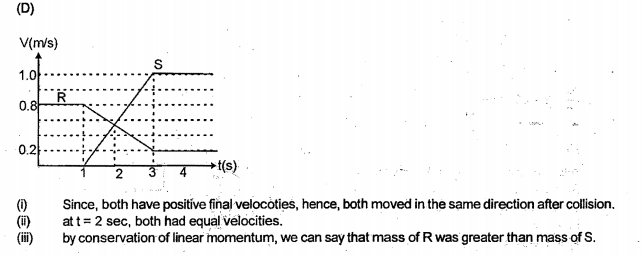 (D)
V(m/s)
S
1.0
R
0.8
0.2
1 2 3 4 t(s)
(i) Since, both have positive final velocoties, hence, both moved in the same direction after collision.
(ii) at t = 2 sec, both had equal velocities.
(iii) by conservation of linear momentum, we can say that mass of R was greater than mass of S.